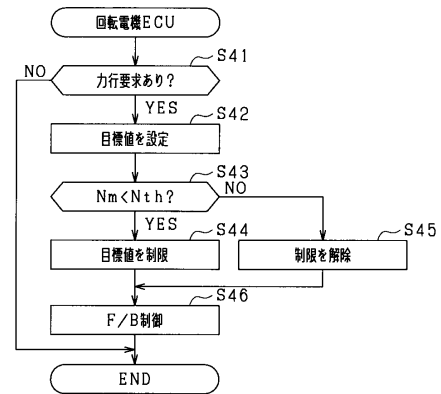 回転電機ECU
S41
NO
力行要求あり？
YES
S42
目標値を設定
S43
Nm<Nth？
NO
YES
S44
目標値を制限
S45
制限を解除
S46
F／B制御
END